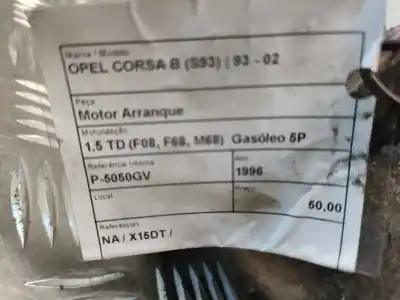 Marca / Modelo
OPEL CORSA B (S93) | 93 - 02
Peça
Motor Arranque
Motorização
1.5 TD (F08, F68, M68) Gasóleo 5P
Referência Interna
P-5050GV
Ano
1996
Local
Preço
50,00
Referências
NA / X15DT /